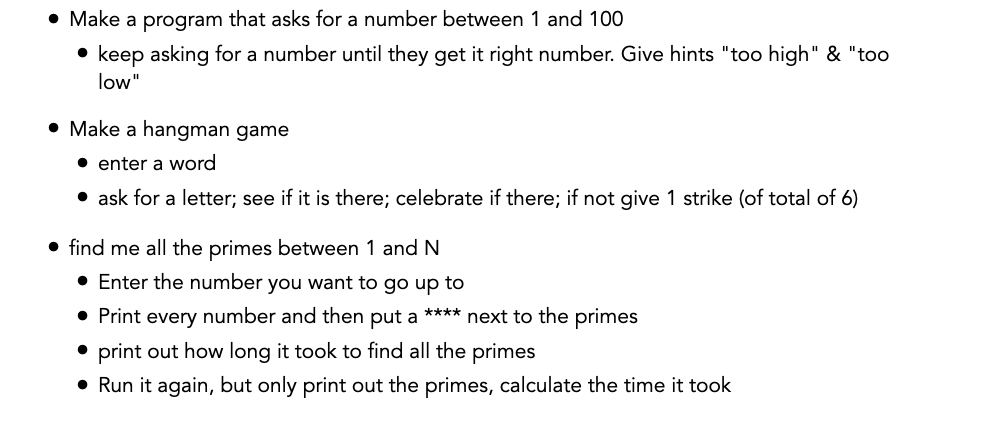 • Make a program that asks for a number between 1 and 100
• keep asking for a number until they get it right number. Give hints "too high" & "too
low"
• Make a hangman game
• enter a word
• ask for a letter; see if it is there; celebrate if there; if not give 1 strike (of total of 6)
• find me all the primes between 1 and N
• Enter the number you want to go up to
• Print every number and then put a **** next to the primes
• print out how long it took to find all the primes
• Run it again, but only print out the primes, calculate the time it took